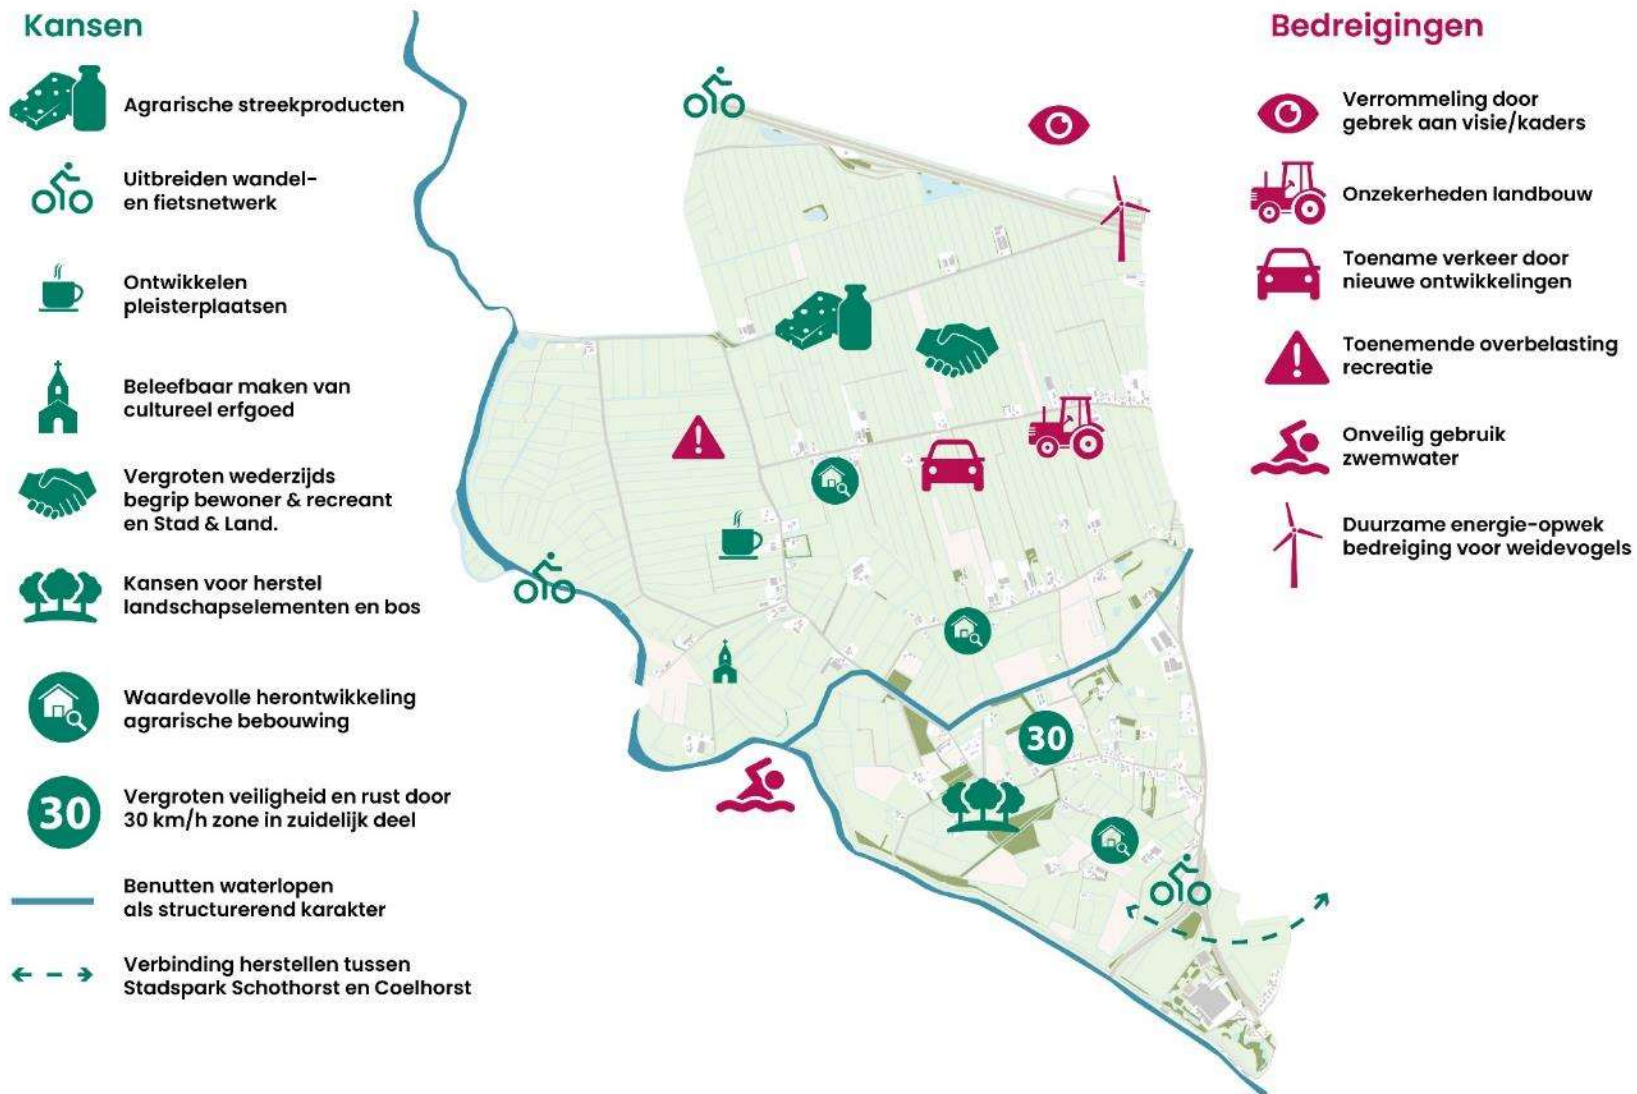 Kansen
Agrarische streekproducten
Uitbreiden wandel-
en fietsnetwerk
Ontwikkelen
pleisterplaatsen
Beleefbaar maken van
cultureel erfgoed
Vergroten wederzijds
begrip bewoner & recreant
en Stad & Land.
Kansen voor herstel
landschapselementen en bos
Waardevolle herontwikkeling
agrarische bebouwing
30
Vergroten veiligheid en rust door
30 km/h zone in zuidelijk deel
Benutten waterlopen
als structurerend karakter
Verbinding herstellen tussen
Stadspark Schothorst en Coelhorst
30
Bedreigingen
Verrommeling door
gebrek aan visie/kaders
Onzekerheden landbouw
Toename verkeer door
nieuwe ontwikkelingen
Toenemende overbelasting
recreatie
Onveilig gebruik
zwemwater
Duurzame energie-opwek
bedreiging voor weidevogels